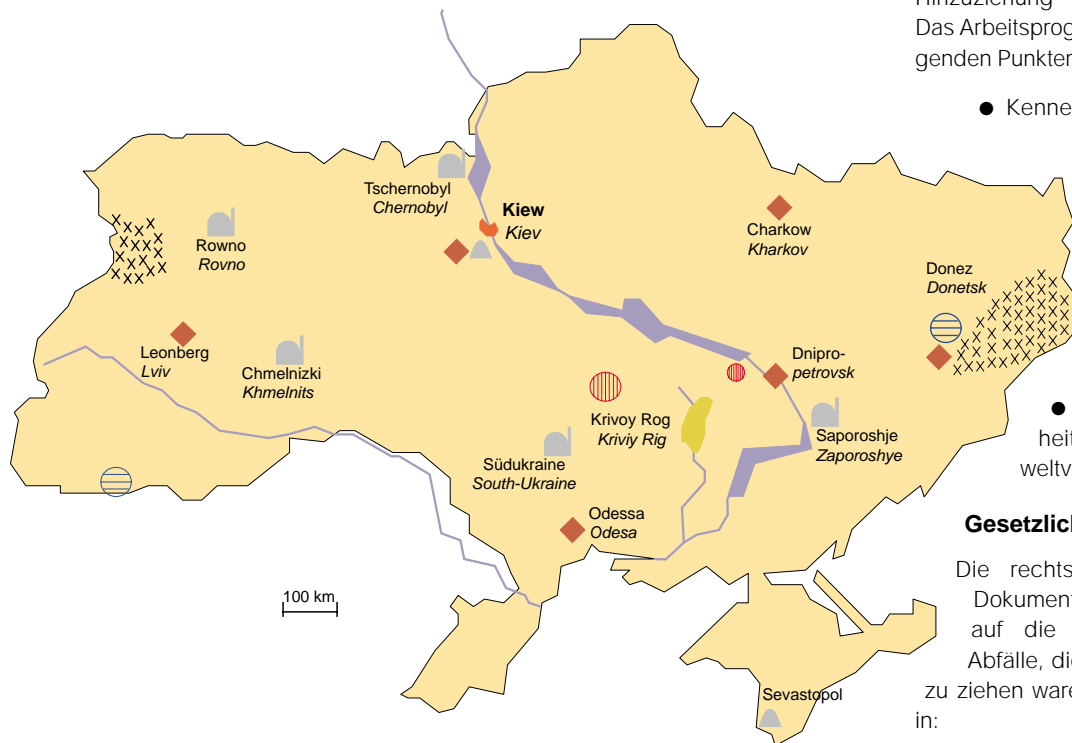 Tschernobyl
Chernobyl
Kiew
Kiev
Charkow
Kharkov
Rowno
Rovno
Donez
Donetsk
Leonberg
Lviv
Chmelnizki
Khmelnits
Dnipro-
petrovsk
Krivoy Rog
Kriviy Rig
Saporoshje
Zaporoshye
Südukraine
South-Ukraine
Odessa
Odesa
100 km
Sevastopol
Hinzuziehung
Das Arbeitsprog
genden Punkten
● Kenne
●
heit
weltv
Gesetzlich
Die rechts
Dokument
auf die
Abfälle, die
zu ziehen ware
in: